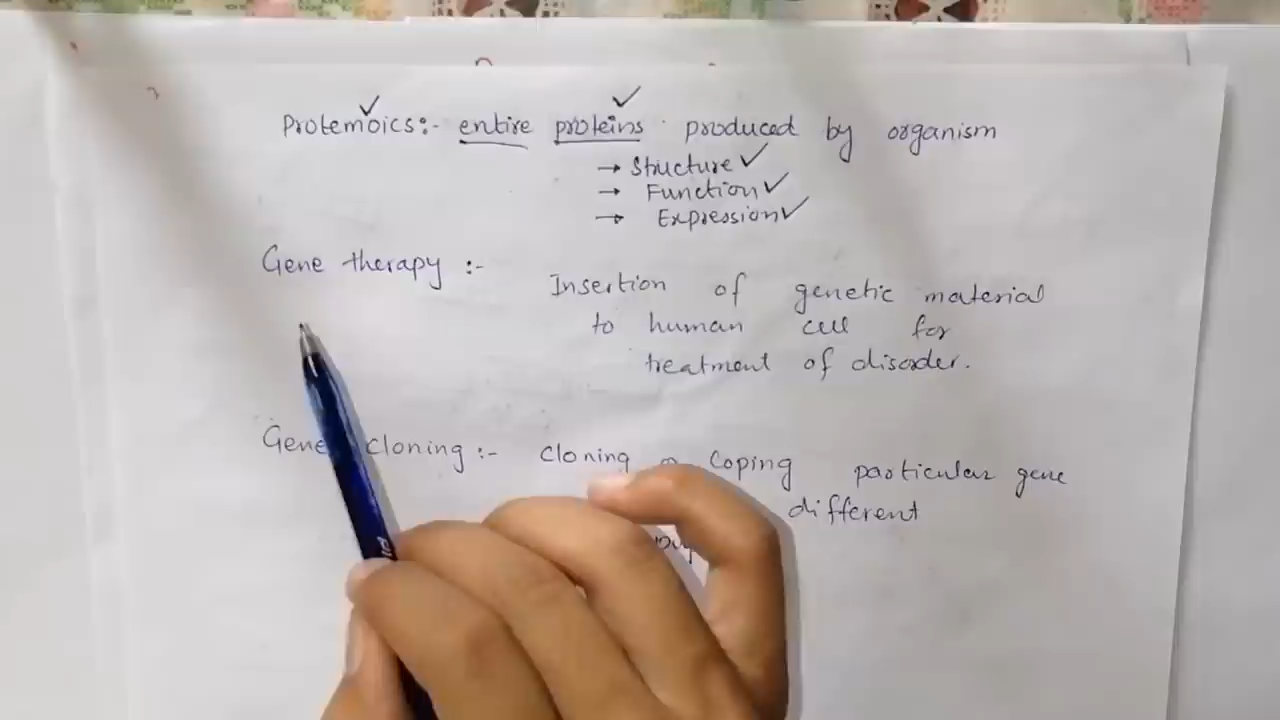 Protemoics:- entire proteins produced by organism
→ Structure ✓
→ Function ✓
→ Expression ✓
Gene therapy :- Insertion of genetic material
to human cell for
treatment of disorder.
Gene cloning :- cloning or Coping particular gene
different